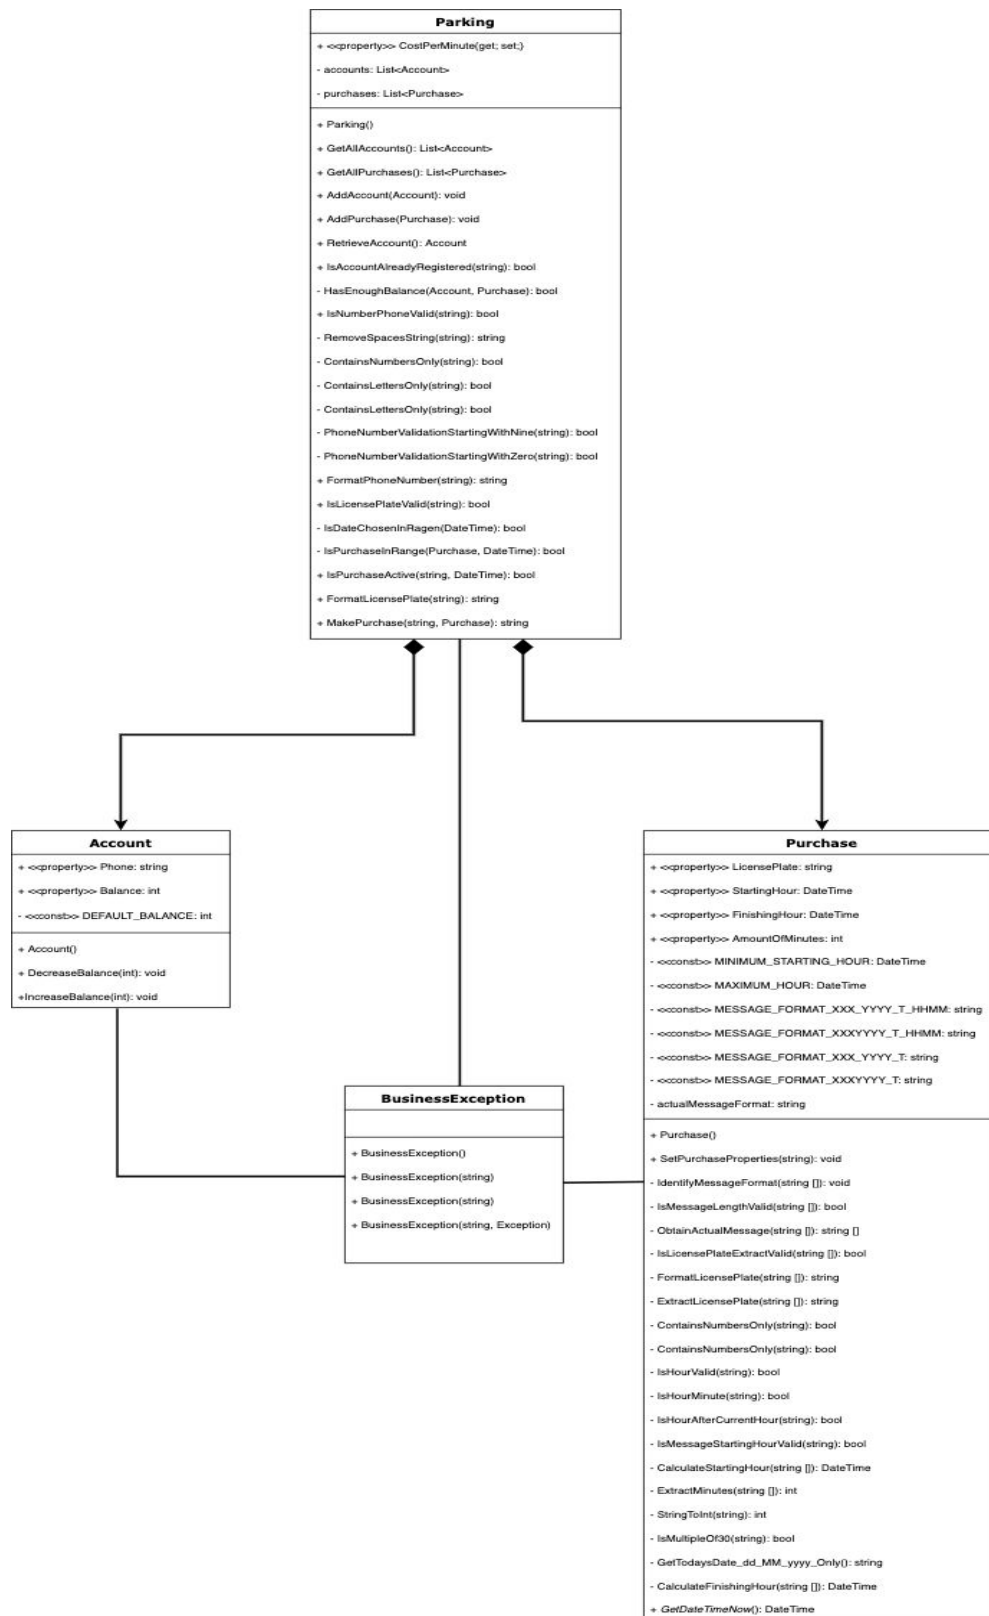 Parking
+ <<property>> CostPerMinute{get; set;}
- accounts: List<Account>
- purchases: List<Purchase>
+ Parking()
+ GetAllAccounts(): List<Account>
+ GetAllPurchases(): List<Purchase>
+ AddAccount(Account): void
+ AddPurchase(Purchase): void
+ RetrieveAccount(): Account
+ IsAccountAlreadyRegistered(string): bool
- HasEnoughBalance(Account, Purchase): bool
+ IsNumberPhoneValid(string): bool
- RemoveSpacesString(string): string
- ContainsNumbersOnly(string): bool
- ContainsLettersOnly(string): bool
- ContainsLettersOnly(string): bool
- PhoneNumberValidationStartingWithNine(string): bool
- PhoneNumberValidationStartingWithZero(string): bool
+ FormatPhoneNumber(string): string
+ IsLicensePlateValid(string): bool
- IsDateChosenInRagen(DateTime): bool
- IsPurchaseInRange(Purchase, DateTime): bool
+ IsPurchaseActive(string, DateTime): bool
+ FormatLicensePlate(string): string
+ MakePurchase(string, Purchase): string
Account
+ <<property>> Phone: string
+ <<property>> Balance: int
- <<const>> DEFAULT_BALANCE: int
+ Account()
+ DecreaseBalance(int): void
+IncreaseBalance(int): void
BusinessException
+ BusinessException()
+ BusinessException(string)
+ BusinessException(string)
+ BusinessException(string, Exception)
Purchase
+ <<property>> LicensePlate: string
+ <<property>> StartingHour: DateTime
+ <<property>> FinishingHour: DateTime
+ <<property>> AmountOfMinutes: int
- <<const>> MINIMUM_STARTING_HOUR: DateTime
- <<const>> MAXIMUM_HOUR: DateTime
- <<const>> MESSAGE_FORMAT_XXX_YYYY_T_HHMM: string
- <<const>> MESSAGE_FORMAT_XXXYYYY_T_HHMM: string
- <<const>> MESSAGE_FORMAT_XXX_YYYY_T: string
- <<const>> MESSAGE_FORMAT_XXXYYYY_T: string
- actualMessageFormat: string
+ Purchase()
+ SetPurchaseProperties(string): void
- IdentifyMessageFormat(string []): void
- IsMessageLengthValid(string []): bool
- ObtainActualMessage(string []): string []
- IsLicensePlateExtractValid(string []): bool
- FormatLicensePlate(string []): string
- ExtractLicensePlate(string []): string
- ContainsNumbersOnly(string): bool
- ContainsNumbersOnly(string): bool
- IsHourValid(string): bool
- IsHourMinute(string): bool
- IsHourAfterCurrentHour(string): bool
- IsMessageStartingHourValid(string): bool
- CalculateStartingHour(string []): DateTime
- ExtractMinutes(string []): int
- StringToInt(string): int
- IsMultipleOf30(string): bool
- GetTodaysDate_dd_MM_yyyy_Only(): string
- CalculateFinishingHour(string []): DateTime
+ GetDateTimeNow(): DateTime